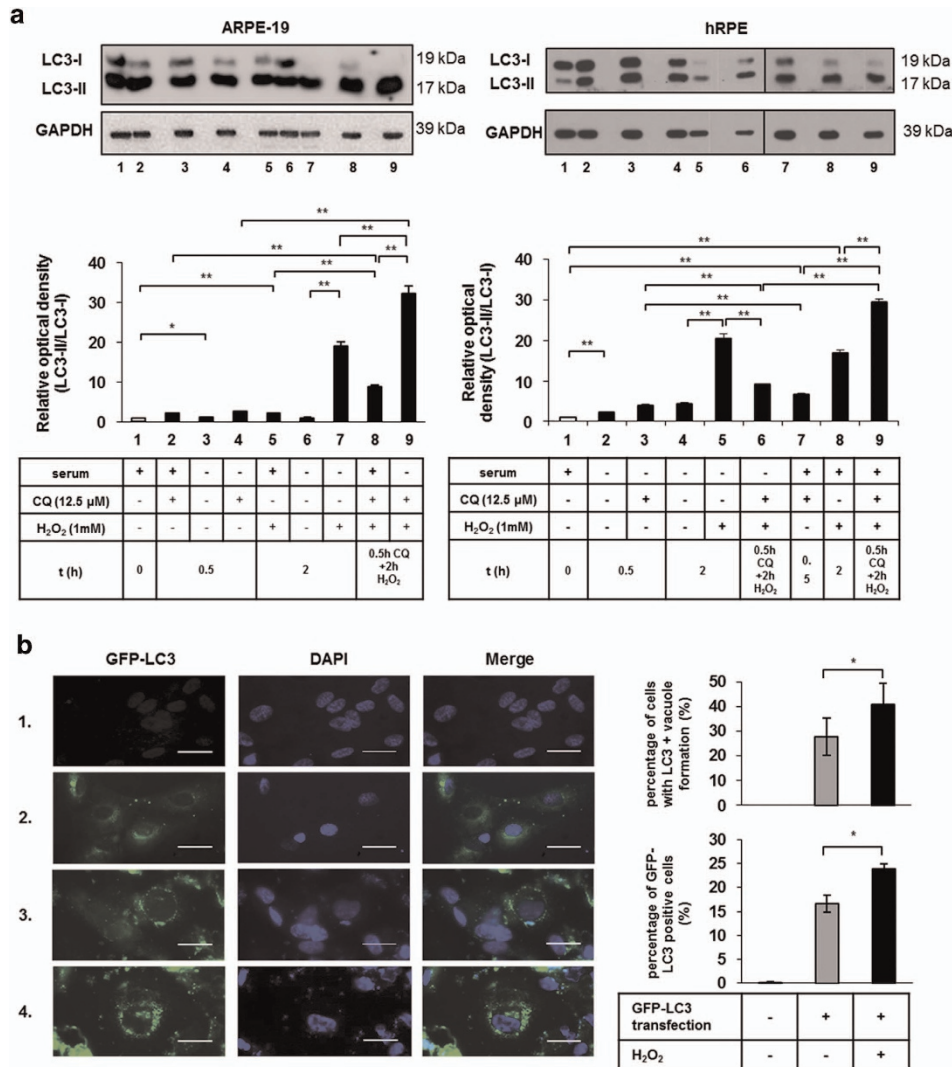 a
ARPE-19
LC3-I
19 kDa
LC3-II
17 kDa
GAPDH
39 kDa
1 2 3 4 5 6 7 8 9
hRPE
LC3-I
19 kDa
LC3-II
17 kDa
GAPDH
39 kDa
1 2 3 4 5 6 7 8 9
Relative optical density
(LC3-II/LC3-I)
40
30
20
10
0
**
**
**
**
**
**
**
*
1 2 3 4 5 6 7 8 9
serum + + - - + - - + -
CQ (12.5 µM) - + - + - - - + +
H₂O₂ (1mM) - - - - + - + + +
t (h) 0 0.5 2 0.5h CQ
+2h
H₂O₂
Relative optical
density (LC3-II/LC3-I)
40
30
20
10
0
**
**
**
**
**
**
**
**
**
**
1 2 3 4 5 6 7 8 9
serum + - - - - - + + +
CQ (12.5 µM) - - + - - + + - +
H₂O₂ (1mM) - - - - + + - + +
t (h) 0 0.5 2 0.5h
CQ
+2h
H₂O₂ 0.
5 2 0.5h
CQ
+2h
H₂O₂
b
GFP-LC3 DAPI Merge
1.
2.
3.
4.
percentage of cells
with LC3 + vacuole
formation (%)
50
40
30
20
10
0
*
percentage of GFP-
LC3 positive cells
(%)
30
25
20
15
10
5
0
*
GFP-LC3
transfection - + +
H₂O₂ - - +